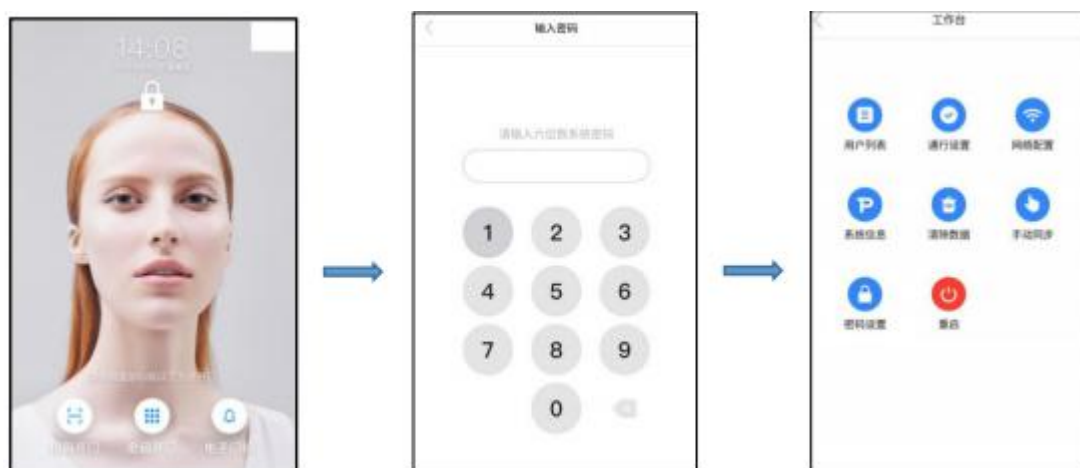 14:08
输入密码
请输入六位数系统密码
1
2
3
4
5
6
7
8
9
0
工作台
用户列表
通行设置
网络配置
系统信息
清除数据
手动同步
密码设置
重启